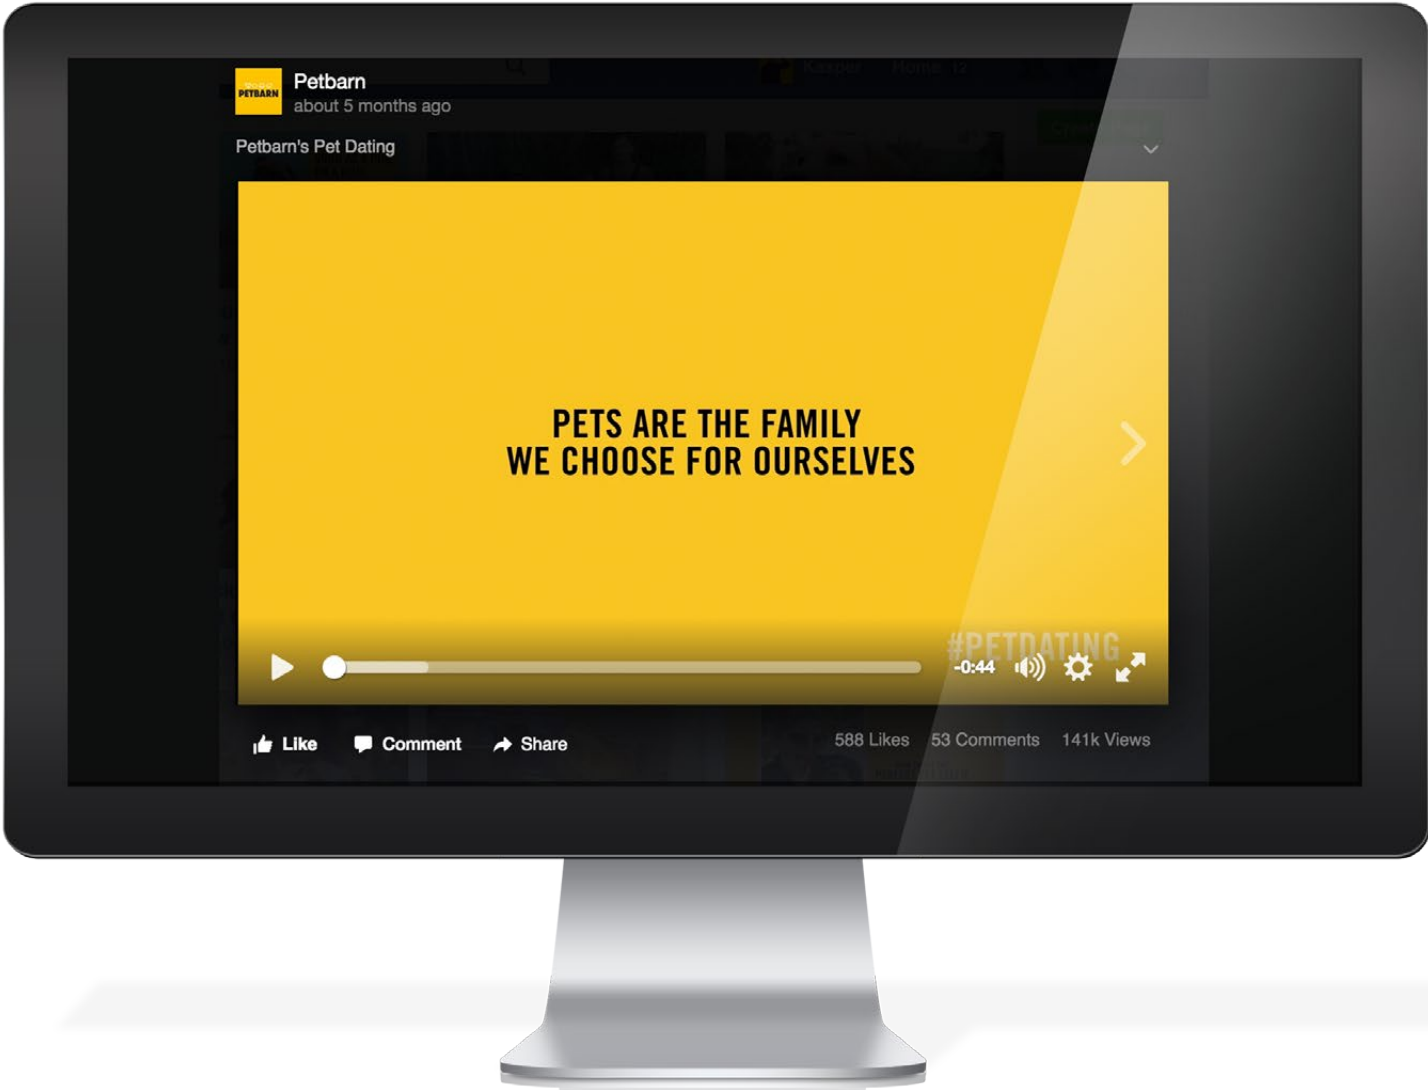 PETBARN
Petbarn
about 5 months ago
Petbarn's Pet Dating
PETS ARE THE FAMILY
WE CHOOSE FOR OURSELVES
#PETDATING
-0:44
Like
Comment
Share
588 Likes
53 Comments
141k Views